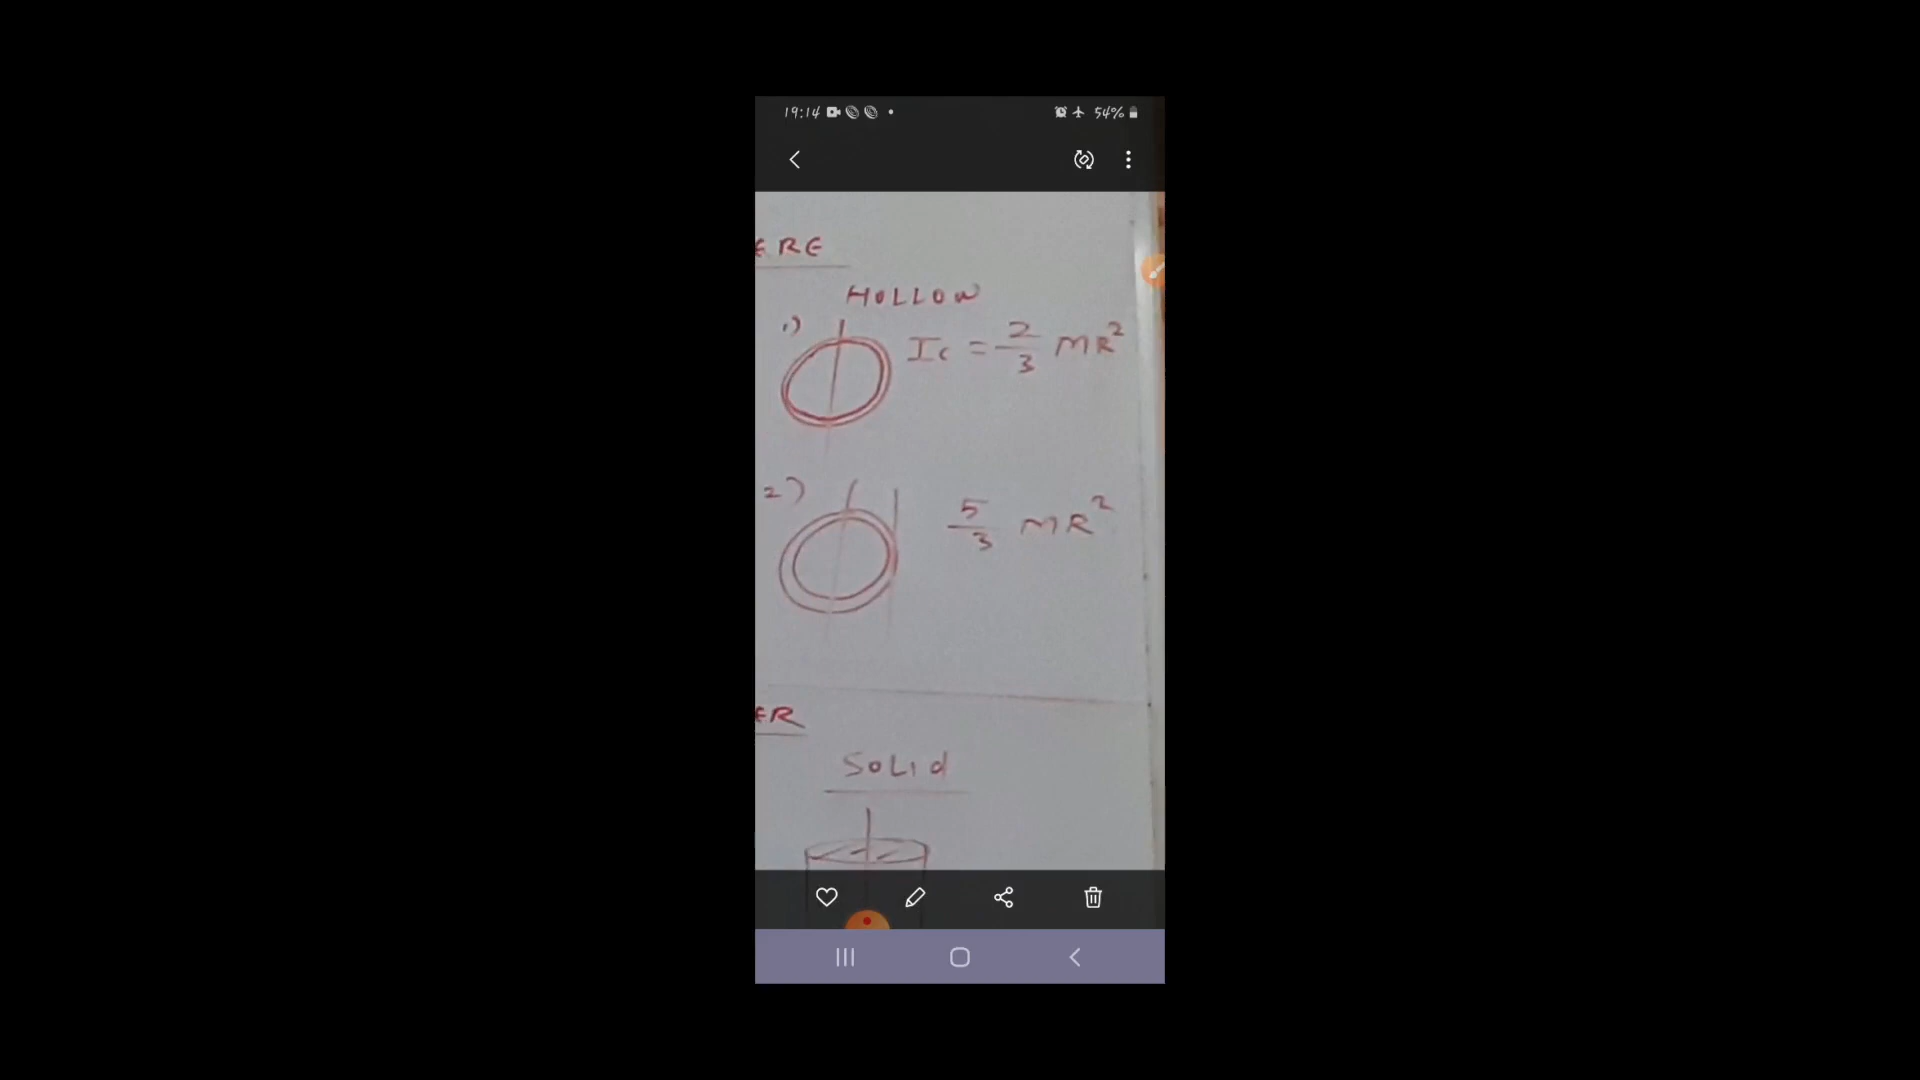 19:14
54%
ERE
HOLLOW
1) Ic = 2/3 MR²
2) 5/3 MR²
ER
SOLId